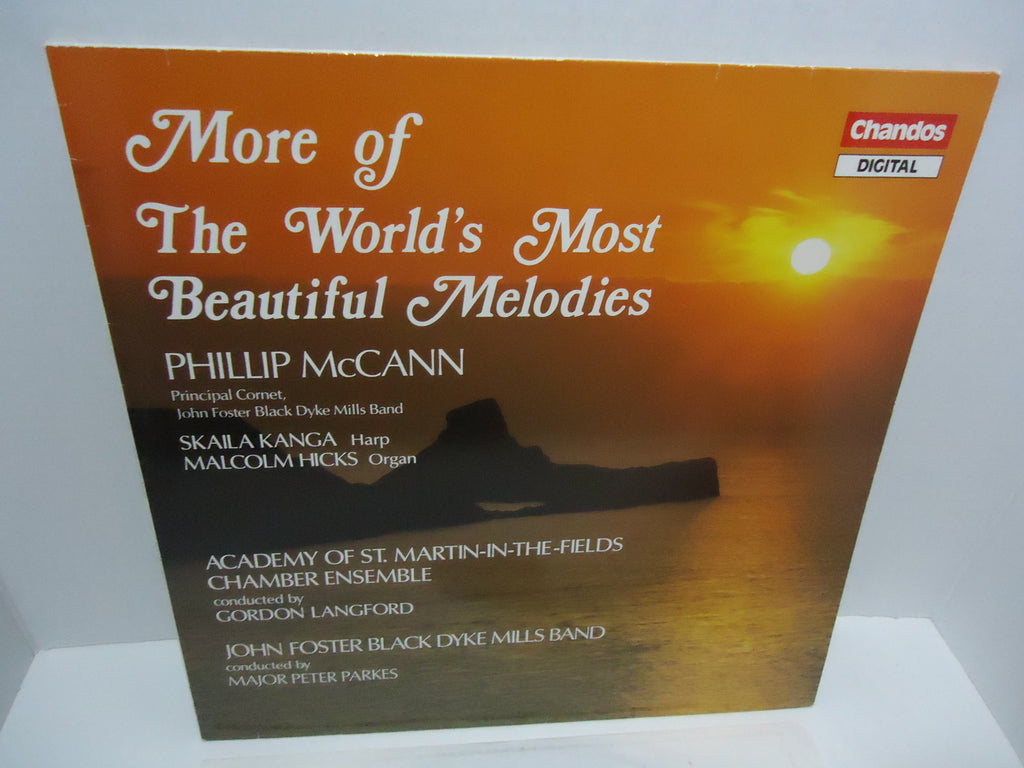 More of
The World's Most
Beautiful Melodies
Chandos
DIGITAL
PHILLIP McCANN
Principal Cornet,
John Foster Black Dyke Mills Band
SKAILA KANGA Harp
MALCOLM HICKS Organ
ACADEMY OF ST. MARTIN-IN-THE-FIELDS
CHAMBER ENSEMBLE
conducted by
GORDON LANGFORD
JOHN FOSTER BLACK DYKE MILLS BAND
conducted by
MAJOR PETER PARKES